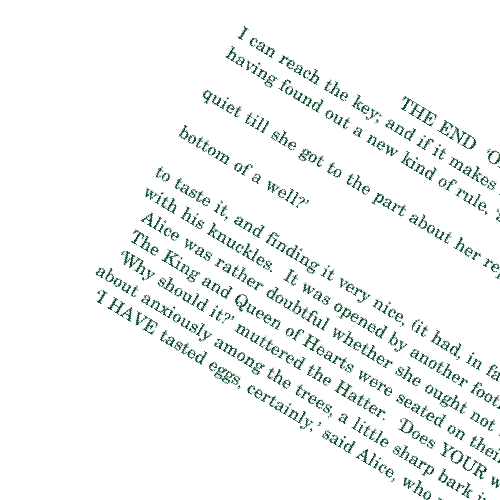 THE END
I can reach the key; and if it makes
having found out a new kind of rule,
quiet till she got to the part about her
bottom of a well?'
to taste it, and finding it very nice, (it had, in
with his knuckles.  It was opened by another
Alice was rather doubtful whether she ought not
The King and Queen of Hearts were seated on
'Why should it?' muttered the Hatter.  'Does YOUR
about anxiously among the trees, a little sharp bark
'I HAVE tasted eggs, certainly,' said Alice, who